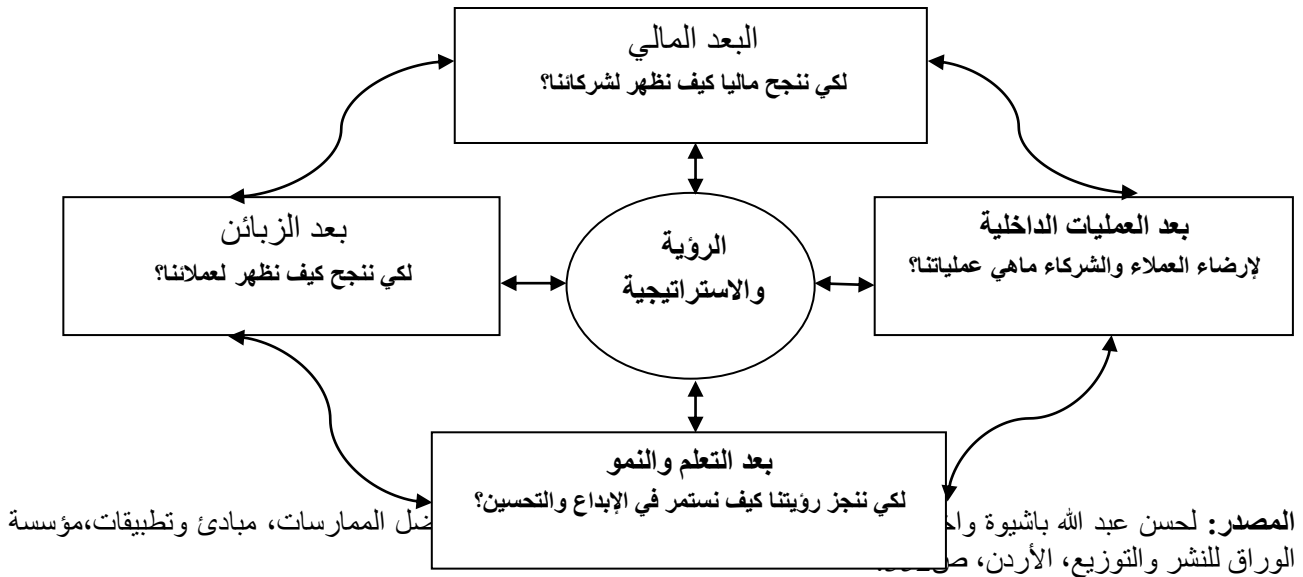 البعد المالي
لكي ننجح ماليا كيف نظهر لشركائنا؟
بعد العمليات الداخلية
لإرضاء العملاء والشركاء ماهي عملياتنا؟
الرؤية
والاستراتيجية
بعد الزبائن
لكي ننجح كيف نظهر لعملائنا؟
بعد التعلم والنمو
لكي ننجز رؤيتنا كيف نستمر في الإبداع والتحسين؟
المصدر: لحسن عبد الله باشيوة الممارسات، مبادئ وتطبيقات،مؤسسة
الوراق للنشر والتوزيع، الأردن،